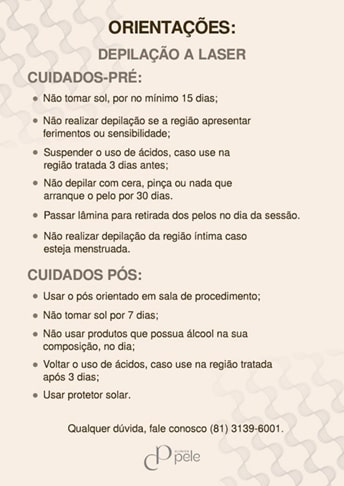 ORIENTAÇÕES:
DEPILAÇÃO A LASER
CUIDADOS-PRÉ:
Não tomar sol, por no mínimo 15 dias;
Não realizar depilação se a região apresentar
ferimentos ou sensibilidade;
Suspender o uso de ácidos, caso use na
região tratada 3 dias antes;
Não depilar com cera, pinça ou nada que
arranque o pelo por 30 dias.
Passar lâmina para retirada dos pelos no dia da sessão.
Não realizar depilação da região íntima caso
esteja menstruada.
CUIDADOS PÓS:
Usar o pós orientado em sala de procedimento;
Não tomar sol por 7 dias;
Não usar produtos que possua álcool na sua
composição, no dia;
Voltar o uso de ácidos, caso use na região tratada
após 3 dias;
Usar protetor solar.
Qualquer dúvida, fale conosco (81) 3139-6001.
pele